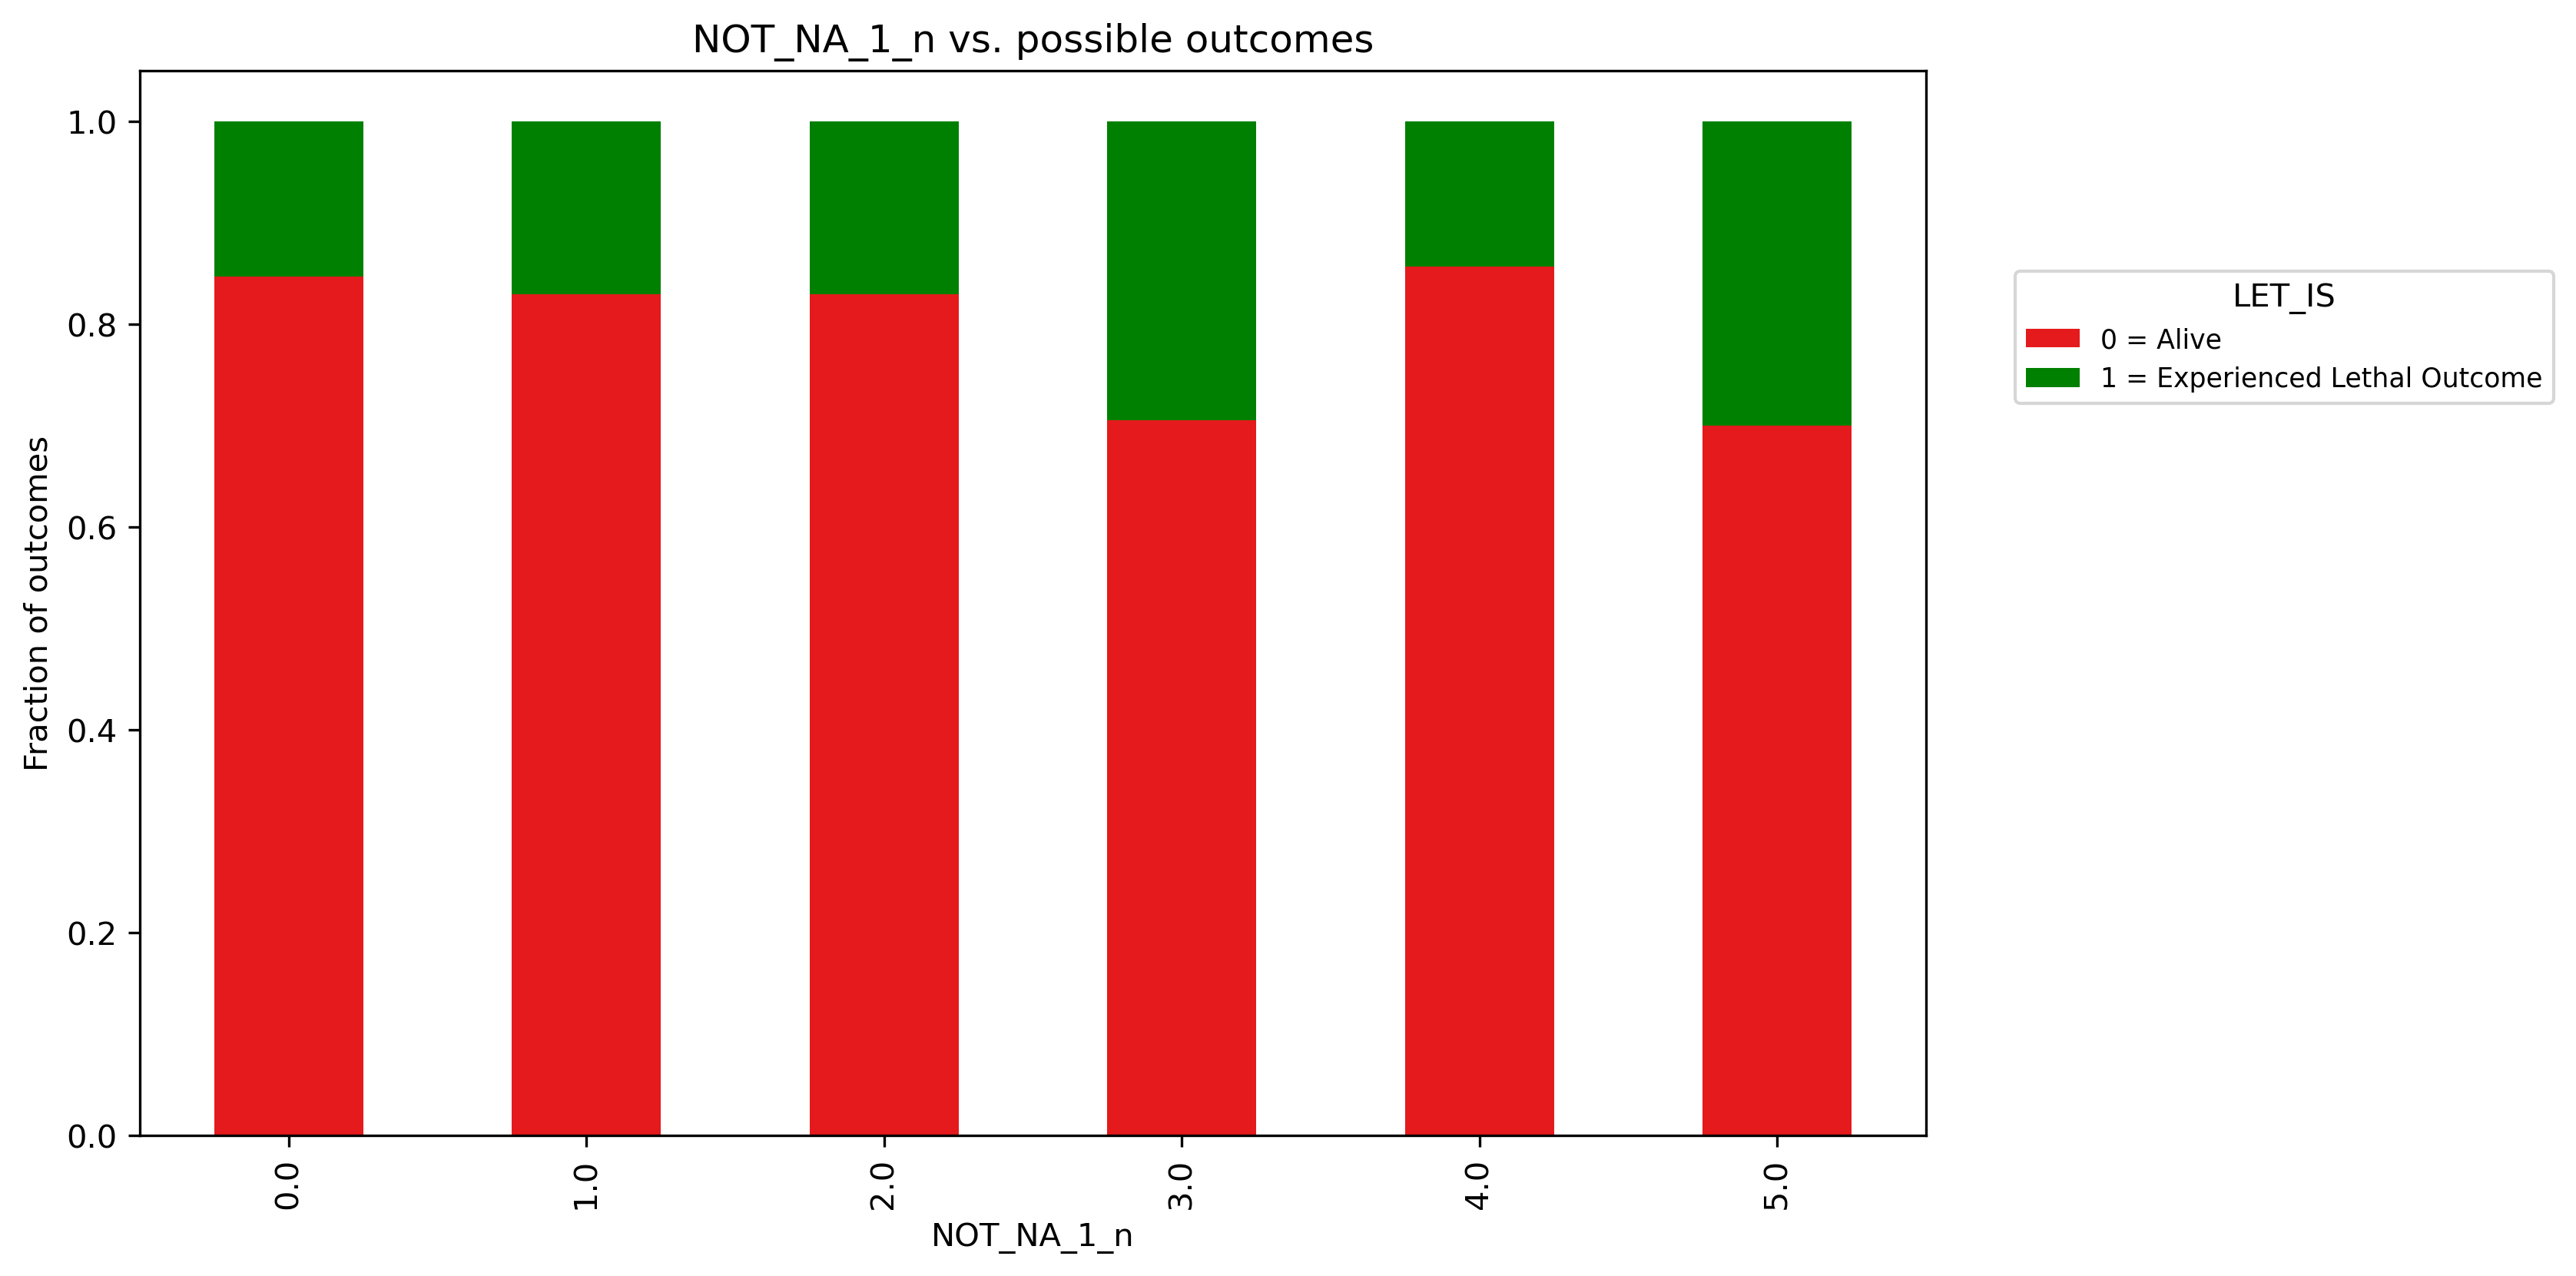 NOT_NA_1_n vs. possible outcomes
1.0
0.8
0.6
0.4
0.2
0.0
Fraction of outcomes
0.0
1.0
2.0
3.0
4.0
5.0
NOT_NA_1_n
LET_IS
0 = Alive
1 = Experienced Lethal Outcome